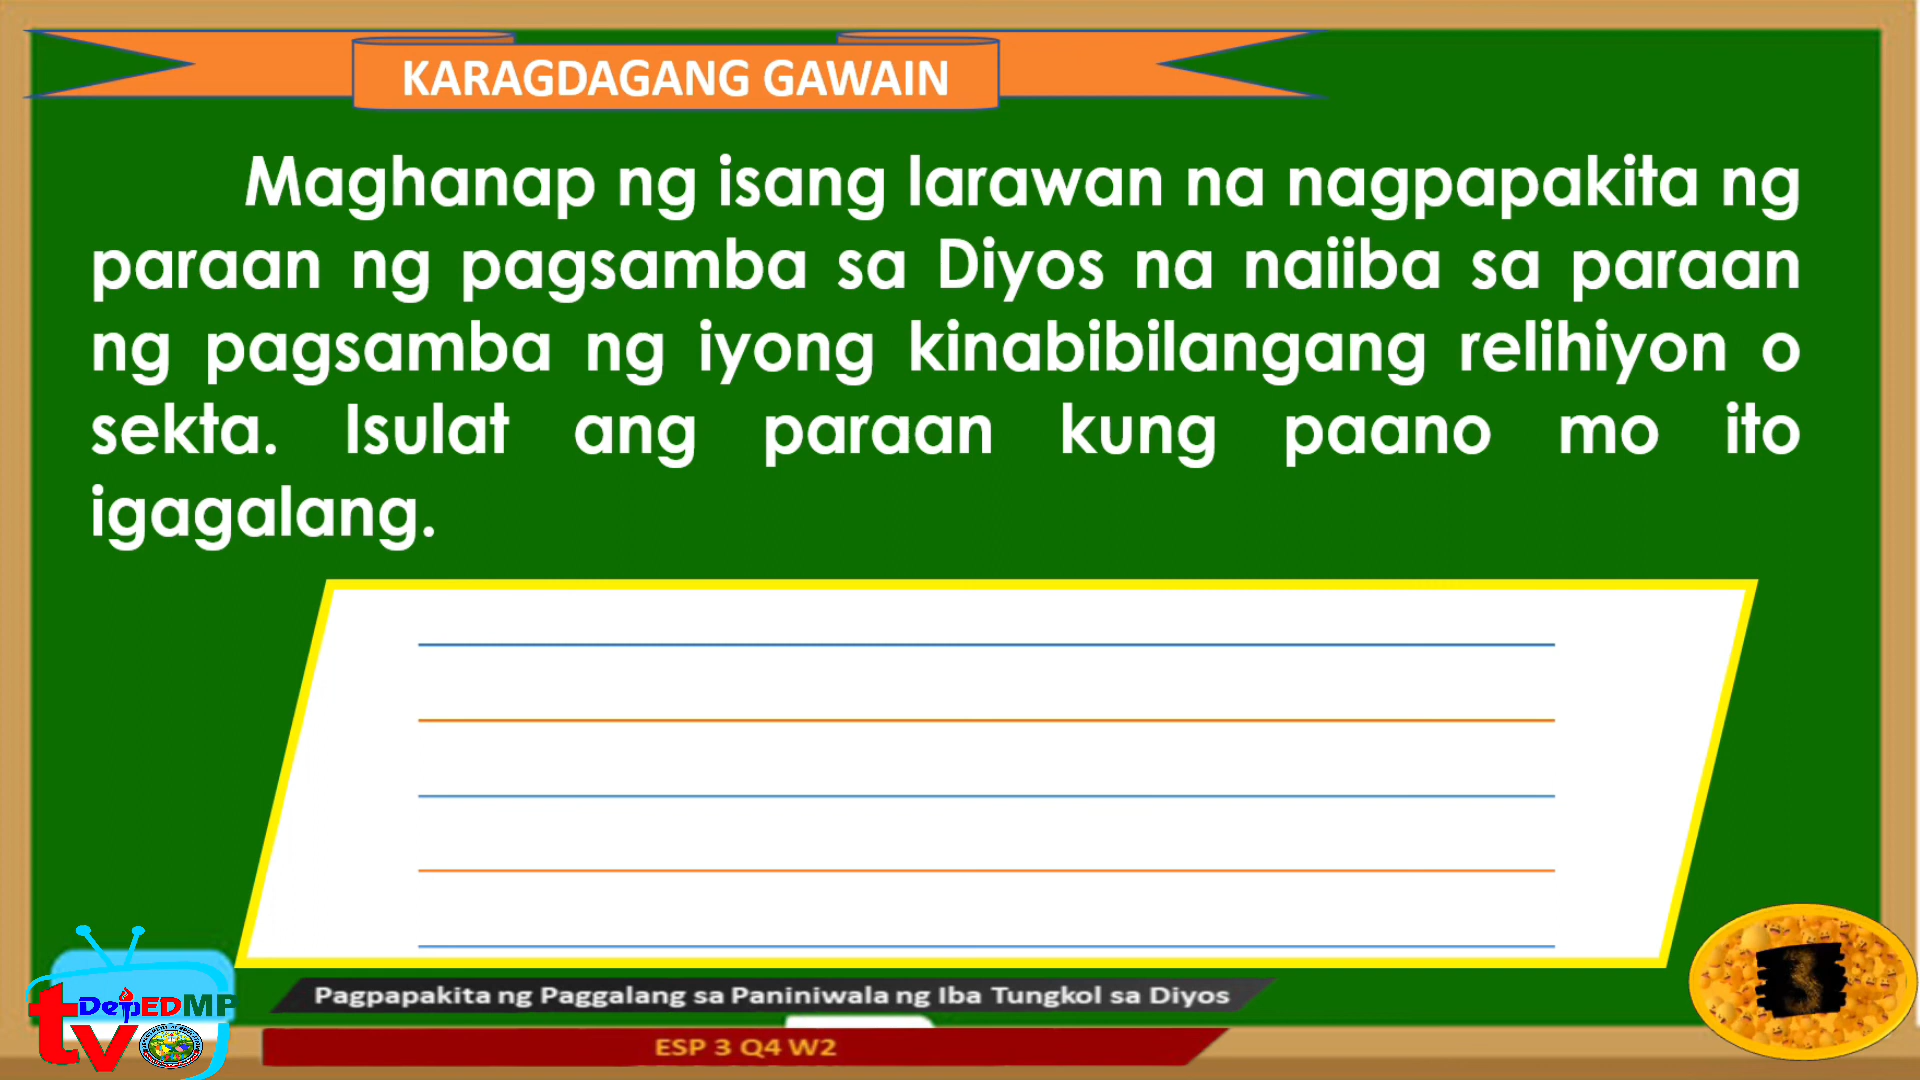 KARAGDAGANG GAWAIN
Maghanap ng isang larawan na nagpapakita ng
paraan ng pagsamba sa Diyos na naiiba sa paraan
ng pagsamba ng iyong kinabibilangang relihiyon o
sekta. Isulat ang paraan kung paano mo ito
igagalang.
Pagpapakita ng Paggalang sa Paniniwala ng Iba Tungkol sa Diyos
ESP 3 Q4 W2
tv DepEDMP
3